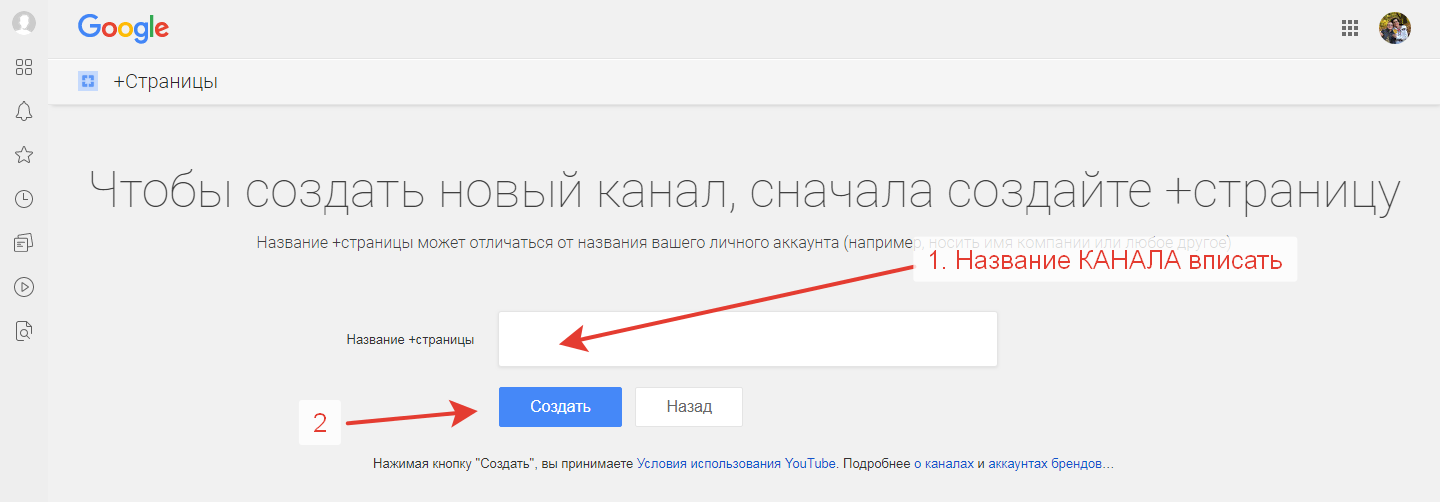 Google
+Страницы
Чтобы создать новый канал, сначала создайте +страницу
Название +страницы может отличаться от названия вашего личного аккаунта (например, носить имя компании или любое другое)
1. Название КАНАЛА вписать
Название +страницы
2
Создать
Назад
Нажимая кнопку "Создать", вы принимаете Условия использования YouTube. Подробнее о каналах и аккаунтах брендов…